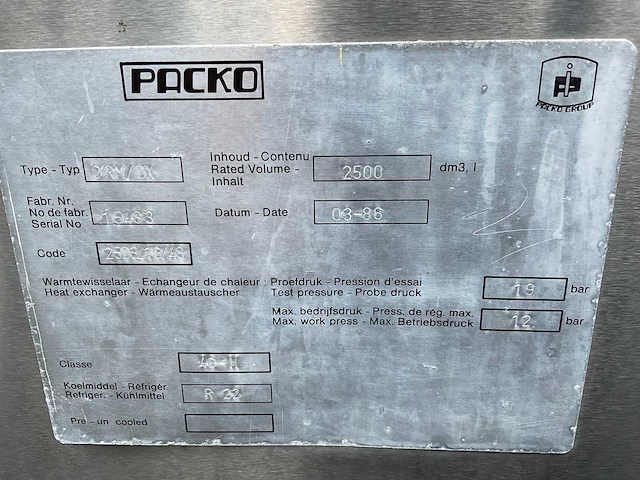 PACKO
PACKO GROUP
Type - Typ
Inhoud - Contenu
Rated Volume -
Inhalt
2500
dm3, l
Fabr. Nr.
No de fabr.
Serial No
15483
Datum - Date
03-86
Code
Warmtewisselaar - Echangeur de chaleur : Proefdruk - Pression d'essai
Heat exchanger - Wärmeaustauscher Test pressure - Probe druck
19 bar
Max. bedrijfsdruk - Press. de rég. max.
Max. work press - Max. Betriebsdruck
12 bar
Classe
Koelmiddel - Réfrigér.
Refriger. - Kühlmittel
R 22
Pre - un cooled